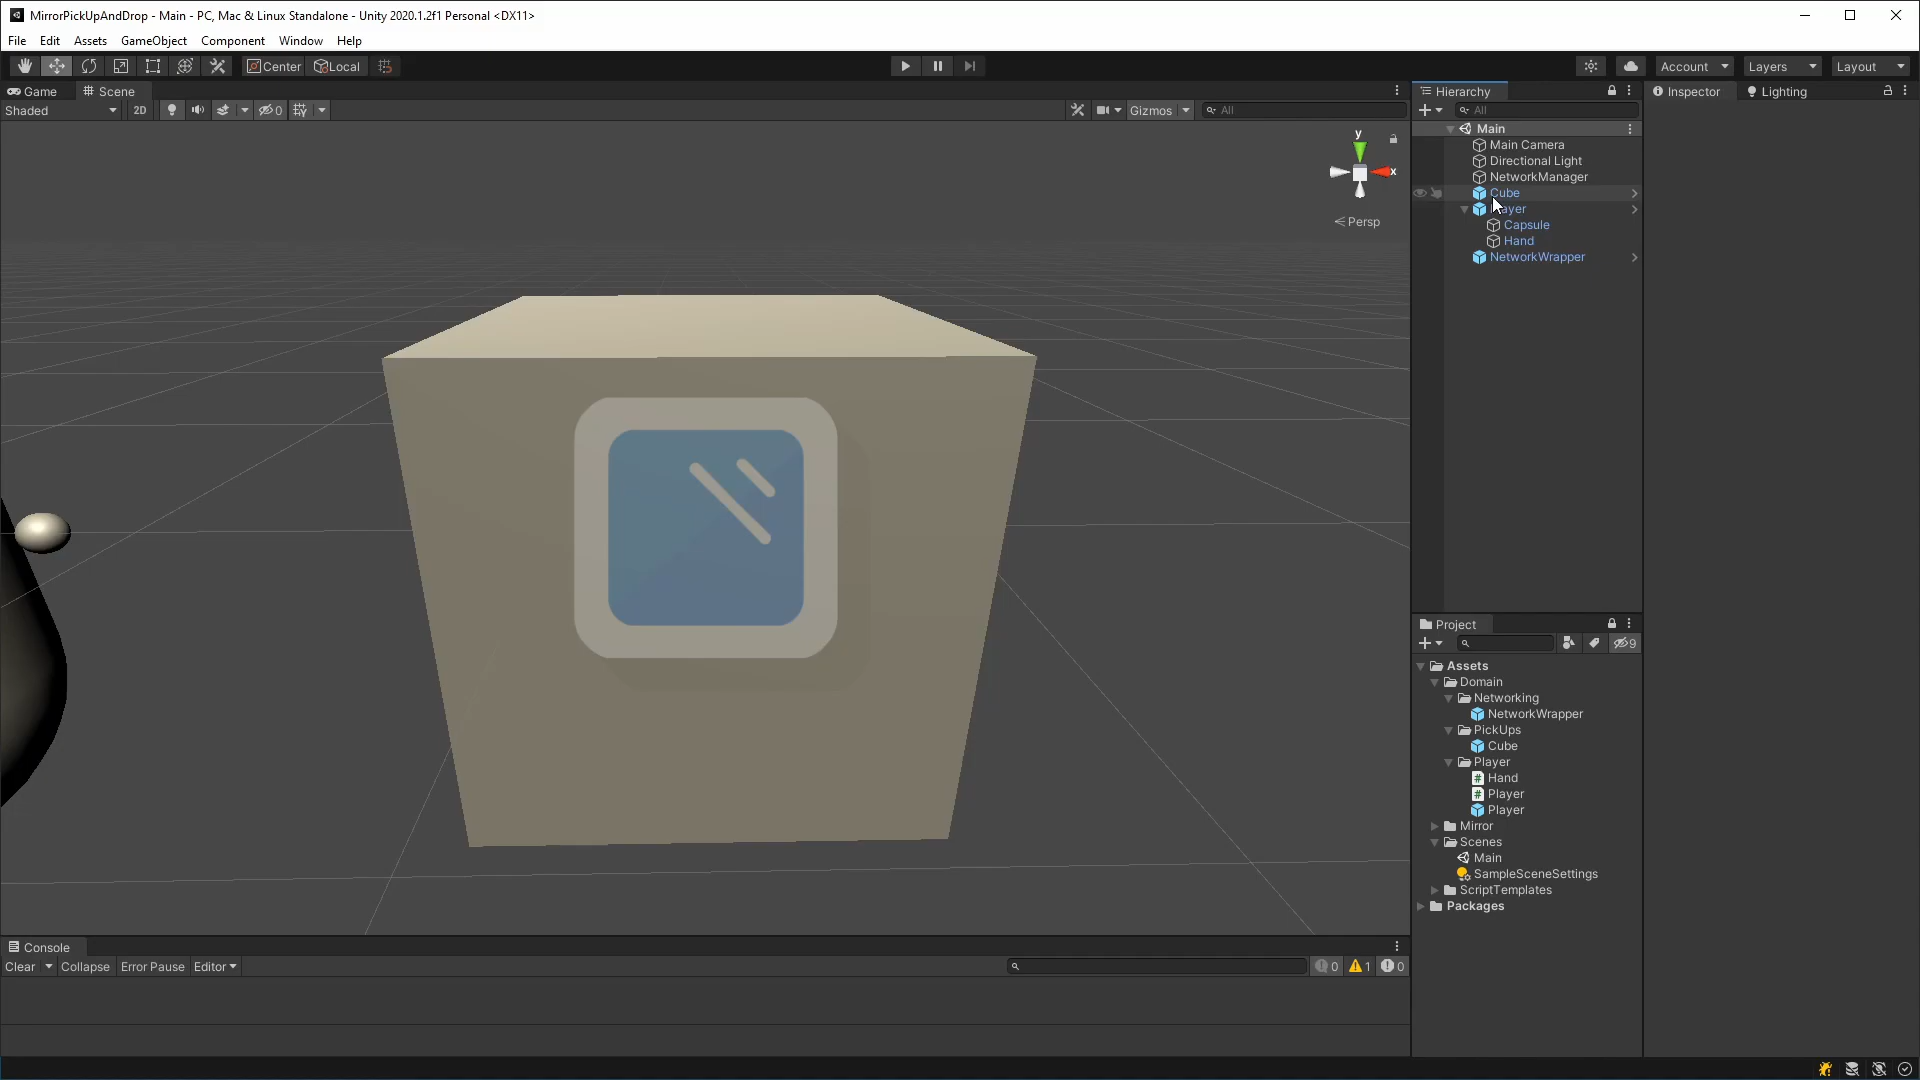 MirrorPickUpAndDrop - Main - PC, Mac & Linux Standalone - Unity 2020.1.2f1 Personal <DX11>
File Edit Assets GameObject Component Window Help
Center Local Account Layers Layout
Game Scene
Shaded 2D 0 Gizmos All
y
x
Persp
Hierarchy
All
Main
Main Camera
Directional Light
NetworkManager
Cube
ayer
Capsule
Hand
NetworkWrapper
Inspector Lighting
Project
9
Assets
Domain
Networking
NetworkWrapper
PickUps
Cube
Player
Hand
Player
Player
Mirror
Scenes
Main
SampleSceneSettings
ScriptTemplates
Packages
Console
Clear Collapse Error Pause Editor 0 1 0